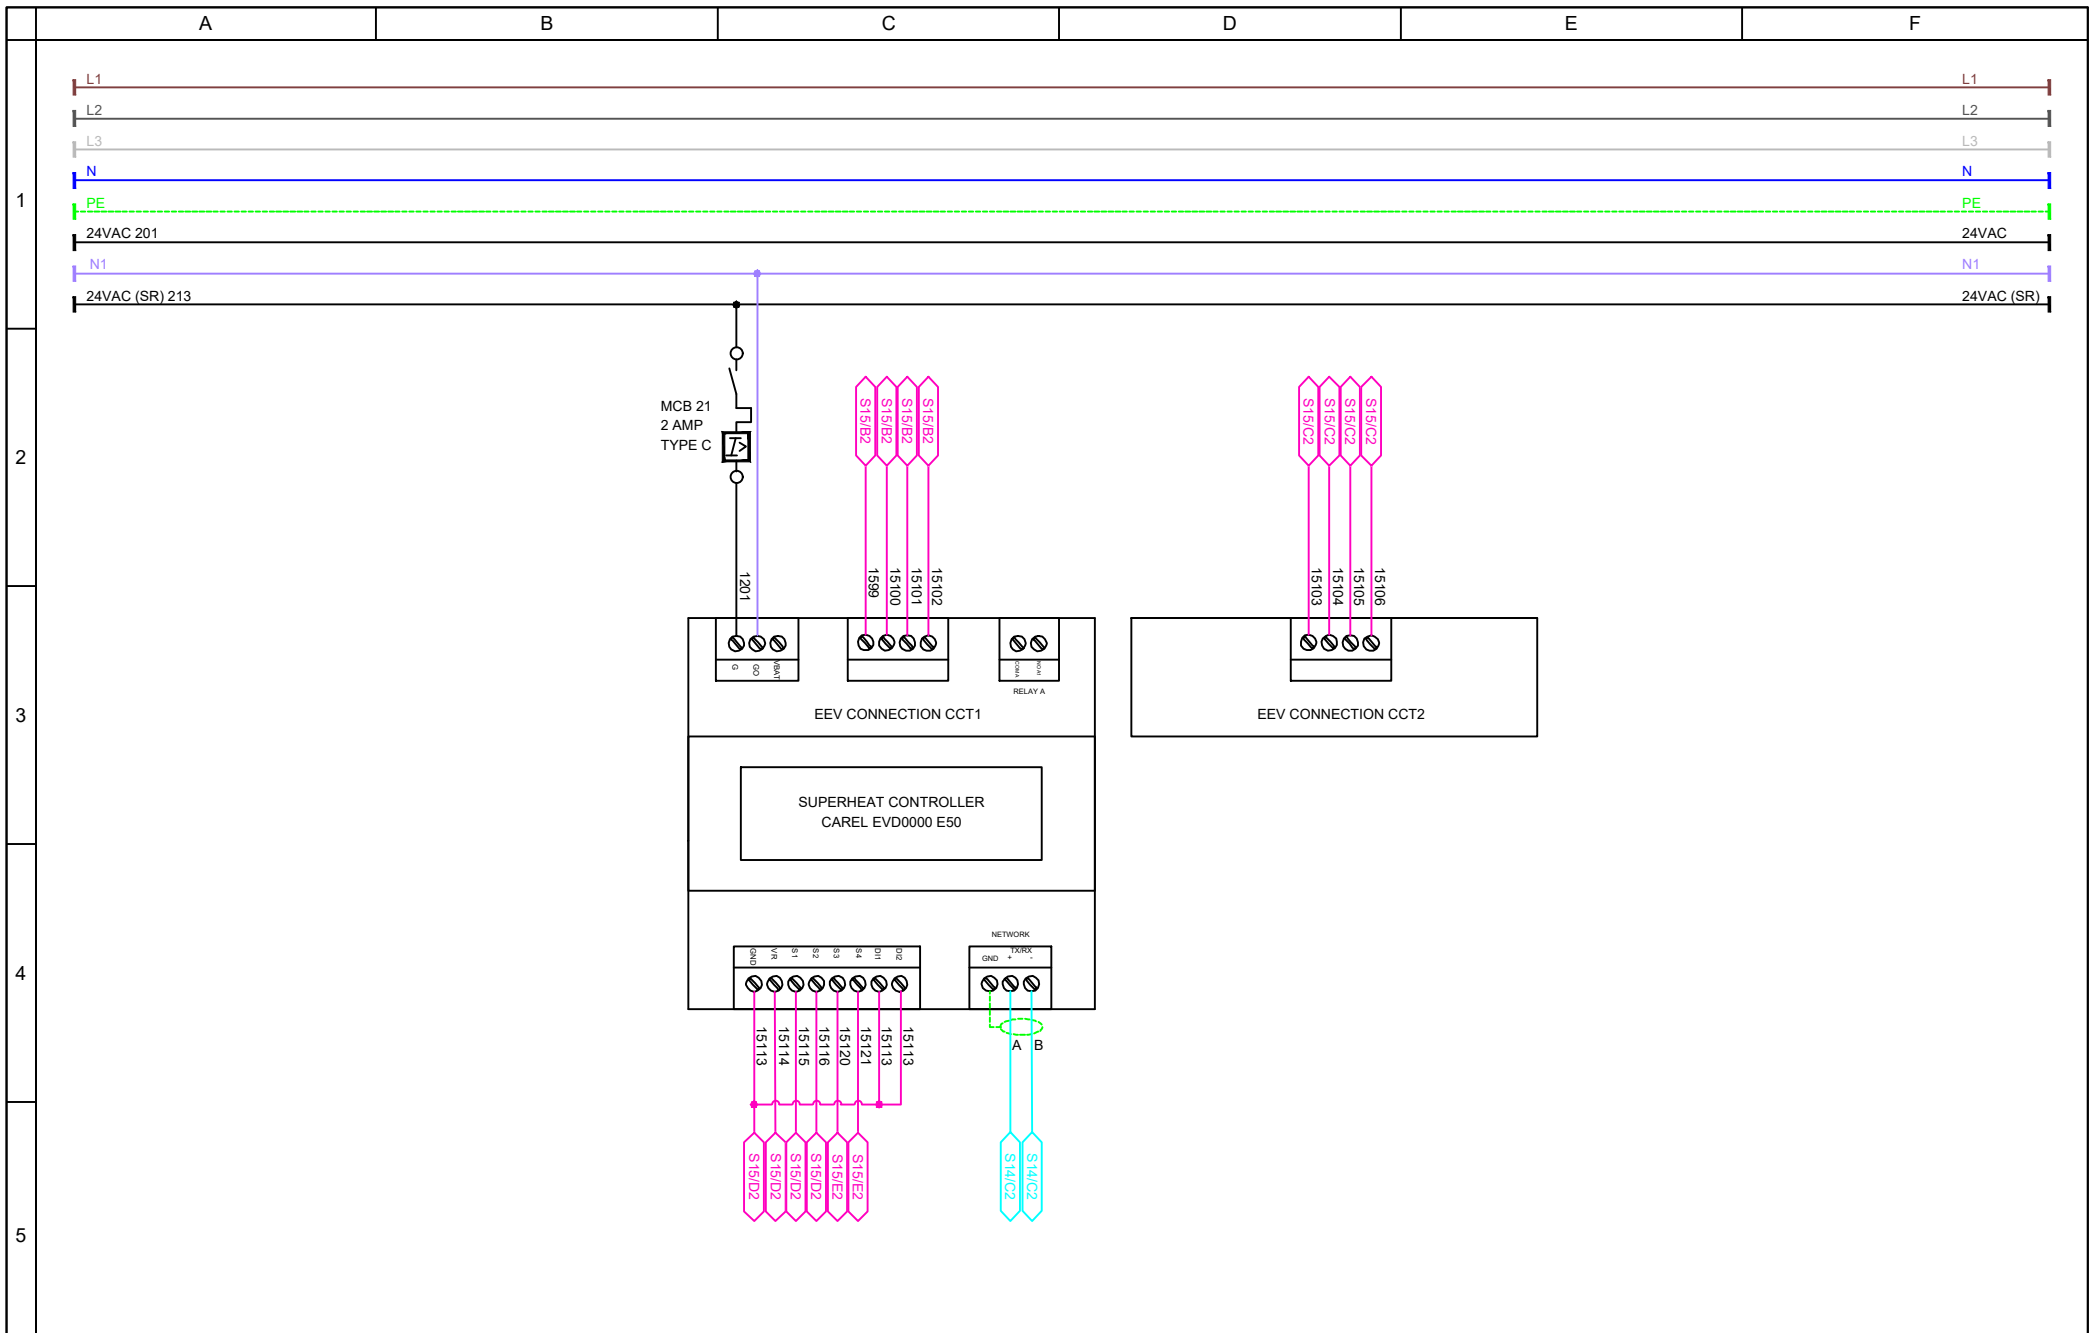 A B C D E F
L1 L1
L2 L2
L3 L3
N N
1
PE PE
24VAC 201 24VAC
N1 N1
24VAC (SR) 213 24VAC (SR)
MCB 21
2 AMP
TYPE C
S15/B2 S15/B2 S15/B2 S15/B2
S15/C2 S15/C2 S15/C2 S15/C2
2
1201
1599 15100 15101 15102
15103 15104 15105 15106
G GO VBAT
COMA NOA
RELAY A
3
EEV CONNECTION CCT1
EEV CONNECTION CCT2
SUPERHEAT CONTROLLER
CAREL EVD0000 E50
NETWORK
GND VR S1 S2 S3 S4 DI1 DI2
TX/RX
GND + -
4
15113 15114 15115 15116 15120 15121 15113 15113
A B
S15/D2 S15/D2 S15/D2 S15/D2 S15/E2 S15/E2
S14/C2 S14/C2
5